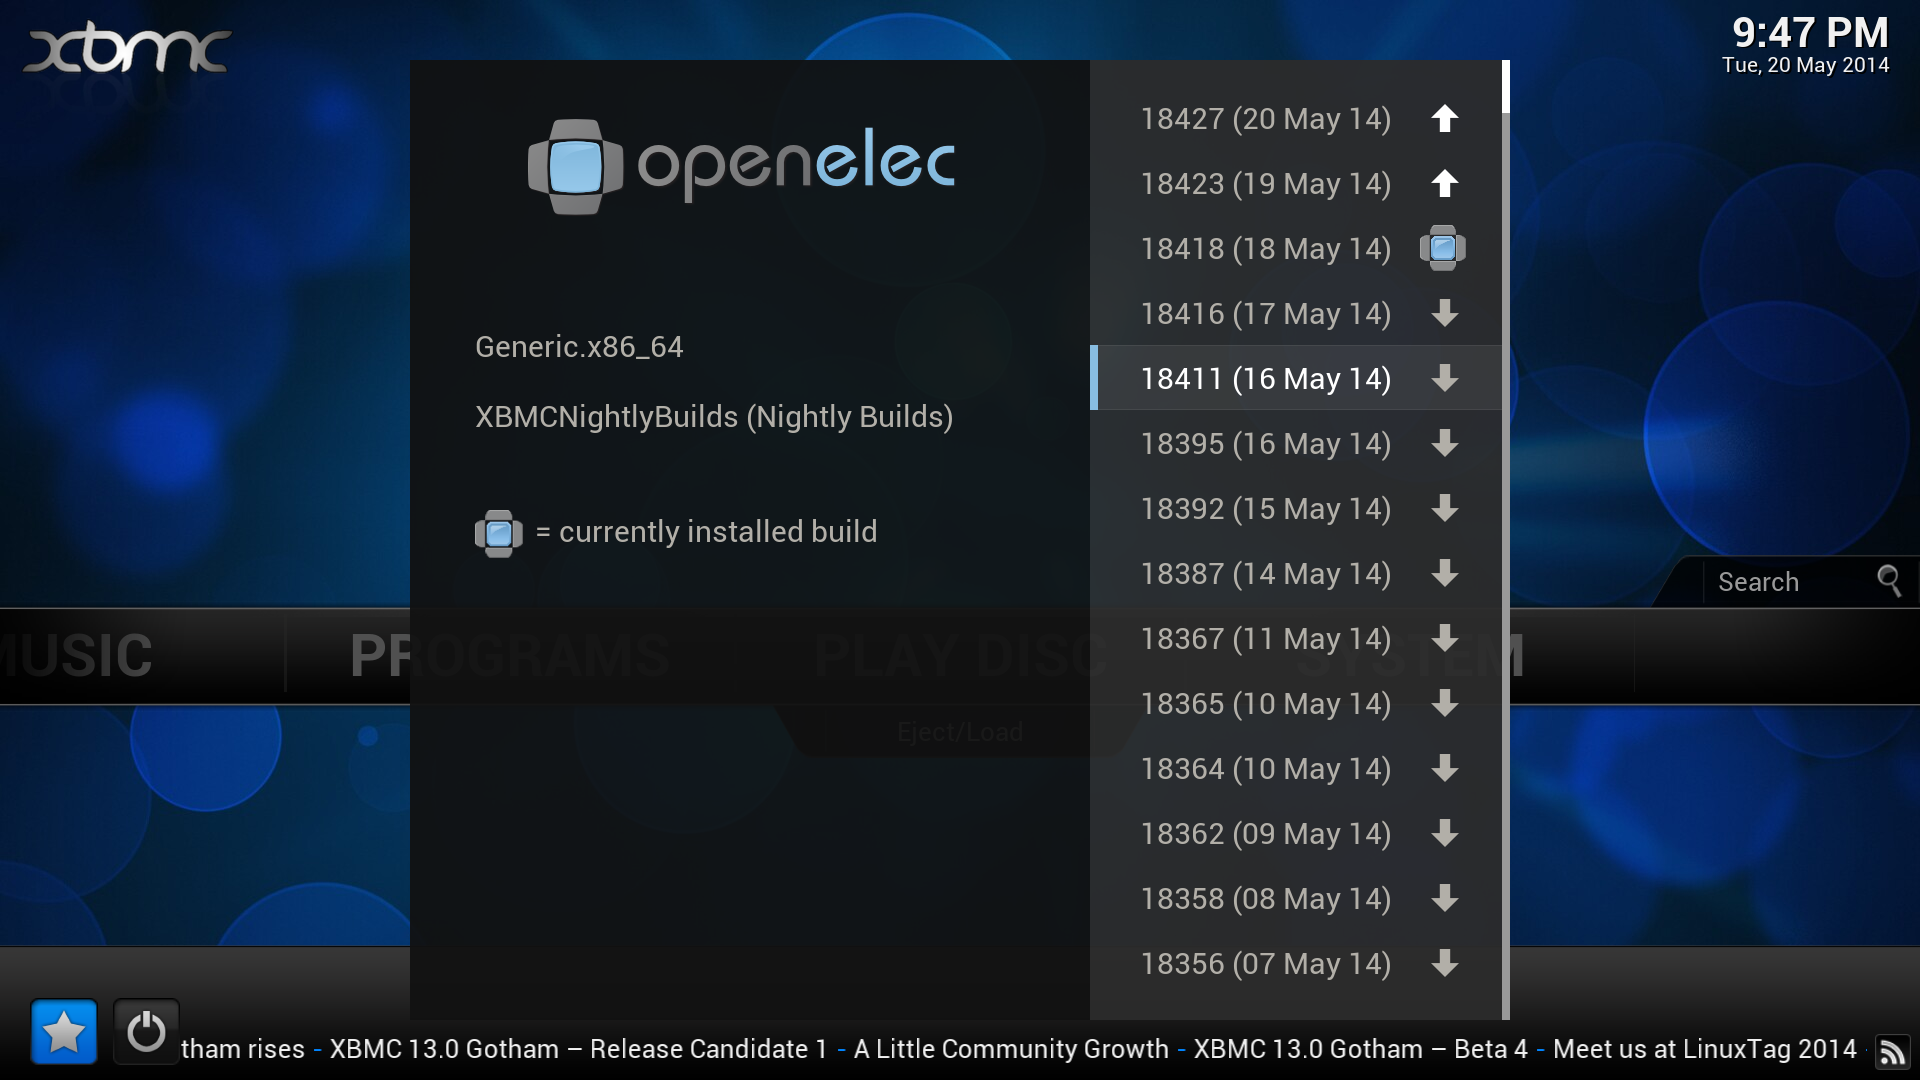 xbmc
9:47 PM
Tue, 20 May 2014
openelec
Generic.x86_64
XBMCNightlyBuilds (Nightly Builds)
= currently installed build
18427 (20 May 14)
18423 (19 May 14)
18418 (18 May 14)
18416 (17 May 14)
18411 (16 May 14)
18395 (16 May 14)
18392 (15 May 14)
18387 (14 May 14)
18367 (11 May 14)
18365 (10 May 14)
18364 (10 May 14)
18362 (09 May 14)
18358 (08 May 14)
18356 (07 May 14)
Search
MUSIC
PROGRAMS
PLAY DISC
SYSTEM
Eject/Load
tham rises - XBMC 13.0 Gotham – Release Candidate 1 - A Little Community Growth - XBMC 13.0 Gotham – Beta 4 - Meet us at LinuxTag 2014 -